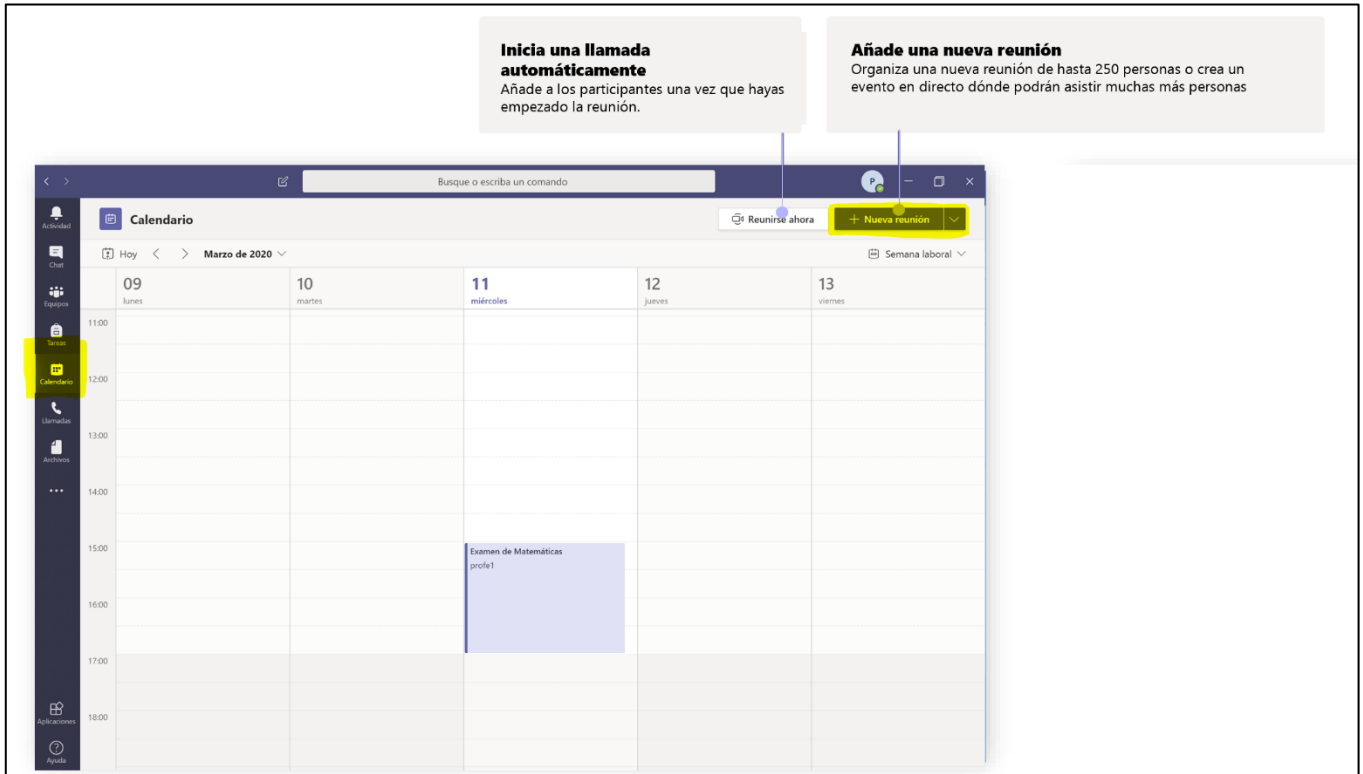 Inicia una llamada
automáticamente
Añade a los participantes una vez que hayas
empezado la reunión.
Añade una nueva reunión
Organiza una nueva reunión de hasta 250 personas o crea un
evento en directo dónde podrán asistir muchas más personas
Busque o escriba un comando
P
Actividad
Chat
Equipos
Tareas
Calendario
Llamadas
Archivos
Aplicaciones
Ayuda
Calendario
Reunirse ahora
+ Nueva reunión
Hoy < > Marzo de 2020
Semana laboral
09
lunes
10
martes
11
miércoles
12
jueves
13
viernes
11:00
12:00
13:00
14:00
15:00
Examen de Matemáticas
profe1
16:00
17:00
18:00